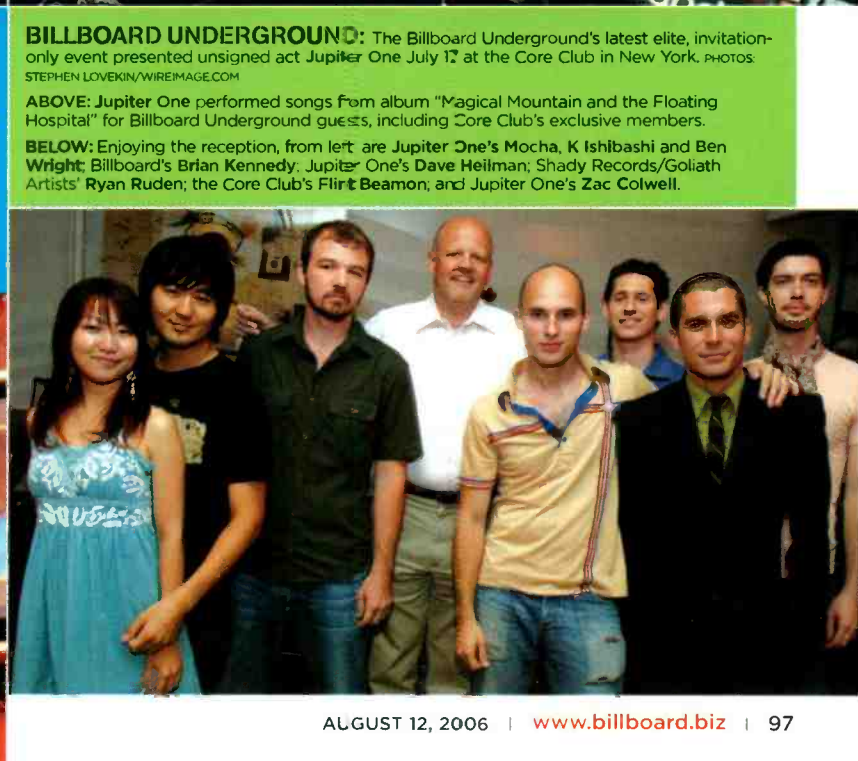 BILLBOARD UNDERGROUND: The Billboard Underground's latest elite, invitation-
only event presented unsigned act Jupiter One July 17 at the Core Club in New York. PHOTOS:
STEPHEN LOVEKIN/WIREIMAGE.COM
ABOVE: Jupiter One performed songs from album "Magical Mountain and the Floating
Hospital" for Billboard Underground guests, including Core Club's exclusive members.
BELOW: Enjoying the reception, from left are Jupiter One's Mocha, K Ishibashi and Ben
Wright; Billboard's Brian Kennedy; Jupiter One's Dave Heilman; Shady Records/Goliath
Artists' Ryan Ruden; the Core Club's Flint Beamon; and Jupiter One's Zac Colwell.
AUGUST 12, 2006 | www.billboard.biz | 97